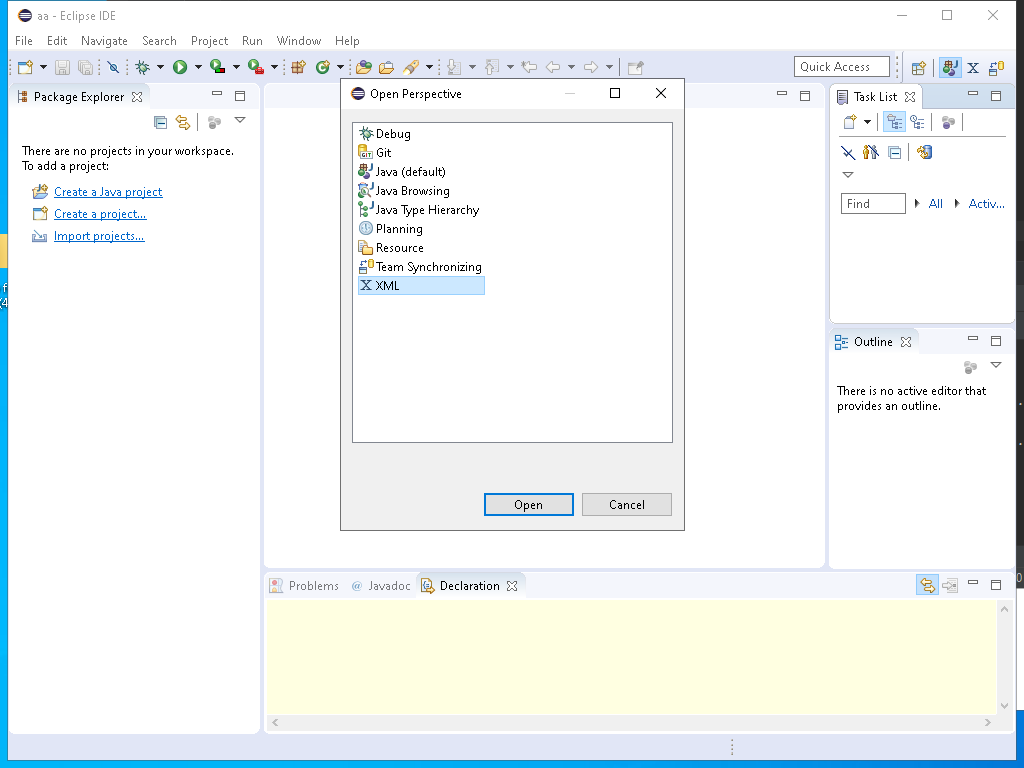 aa - Eclipse IDE
File Edit Navigate Search Project Run Window Help
Quick Access
Package Explorer
There are no projects in your workspace.
To add a project:
Create a Java project
Create a project...
Import projects...
Open Perspective
Debug
Git
Java (default)
Java Browsing
Java Type Hierarchy
Planning
Resource
Team Synchronizing
XML
Open Cancel
Task List
Find All Activ...
Outline
There is no active editor that
provides an outline.
Problems Javadoc Declaration